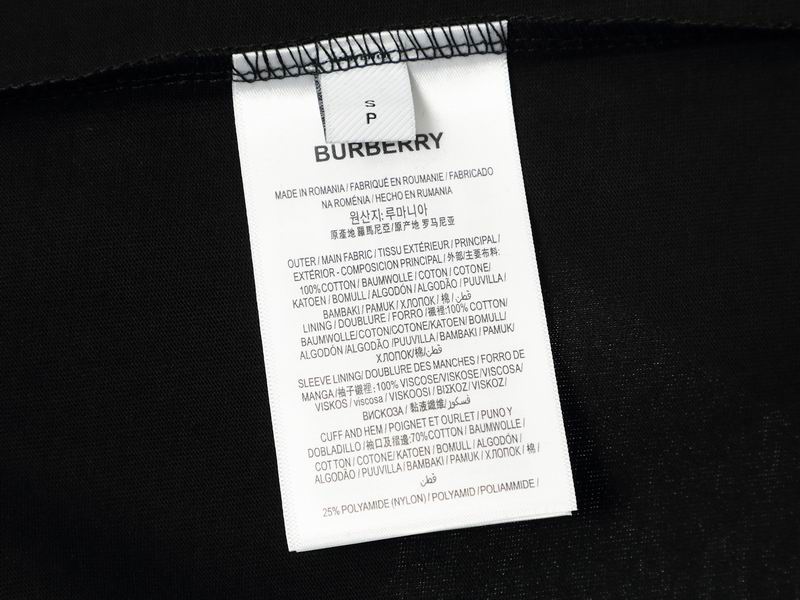 S
P
BURBERRY
MADE IN ROMANIA / FABRIQUÉ EN ROUMANIE / FABRICADO
NA ROMÉNIA / HECHO EN RUMANIA
원산지: 루마니아
原產地 羅馬尼亞/原产地 罗马尼亚
OUTER / MAIN FABRIC / TISSU EXTÉRIEUR / PRINCIPAL /
EXTÉRIOR - COMPOSICION PRINCIPAL / 外部/主要布料:
100% COTTON / BAUMWOLLE / COTON / COTONE /
KATOEN / BOMULL / ALGODÓN / ALGODÃO / PUUVILLA /
BAMBAKI / PAMUK / ХЛОПОК / 棉 / قطن
LINING / DOUBLURE / FORRO /襯裡:100% COTTON/
BAUMWOLLE/COTON/COTONE/KATOEN/ BOMULL/
ALGODÓN /ALGODÃO /PUUVILLA / BAMBAKI / PAMUK/
ХЛОПОК/棉/قطن
SLEEVE LINING/ DOUBLURE DES MANCHES / FORRO DE
MANGA /袖子襯裡:100% VISCOSE/VISKOSE/VISCOSA/
VISKOS / viscosa / VISKOOSI / ΒΙΣΚΟΖ / VISKOZ/
ВИСКОЗА / 黏液纖維/ فسكوز
CUFF AND HEM / POIGNET ET OURLET / PUNO Y
DOBLADILLO /袖口及褶邊:70%COTTON / BAUMWOLLE /
COTTON / COTONE/ KATOEN / BOMULL / ALGODÓN /
ALGODÃO / PUUVILLA / BAMBAKI / PAMUK / ХЛОПОК / 棉 /
قطن
25% POLYAMIDE (NYLON) / POLYAMID /POLIAMMIDE /